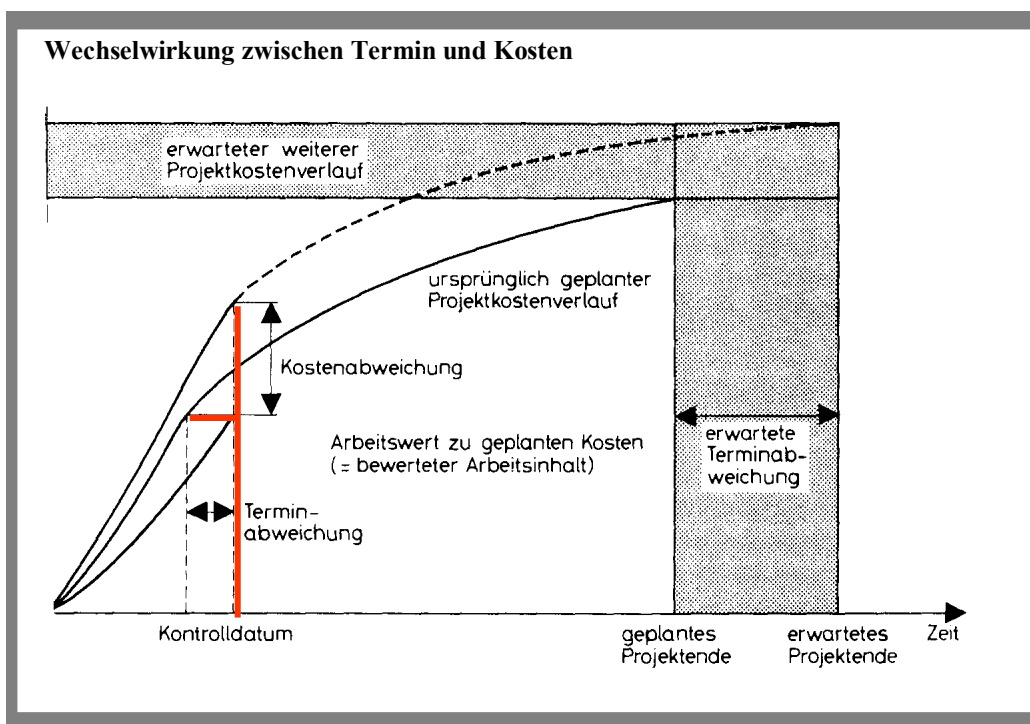 Wechselwirkung zwischen Termin und Kosten
erwarteter weiterer
Projektkostenverlauf
ursprünglich geplanter
Projektkostenverlauf
Kostenabweichung
Arbeitswert zu geplanten Kosten
(= bewerteter Arbeitsinhalt)
erwartete
Terminab-
weichung
Termin-
abweichung
Kontrolldatum
geplantes
Projektende
erwartetes
Projektende
Zeit